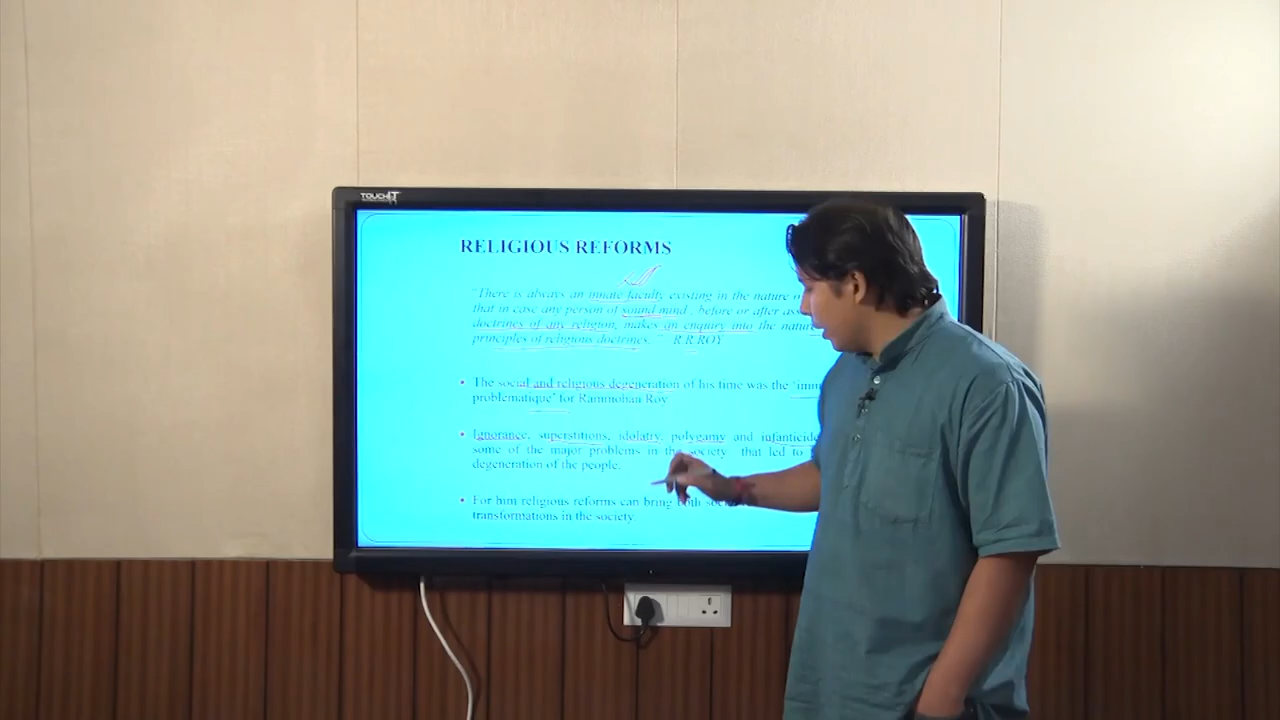 TOUCHIT
RELIGIOUS REFORMS
"There is always an innate faculty existing in the nature
that in case any person of sound mind, before or after
doctrines of any religion, makes an enquiry into the
principles of religious doctrines." R R ROY
• The social and religious degeneration of his time was the
problematique' for Rammohan Roy
• Ignorance, superstitions, idolatry, polygamy and infanticide
some of the major problems in the society that led to
degeneration of the people.
• For him religious reforms can bring both
transformations in the society.